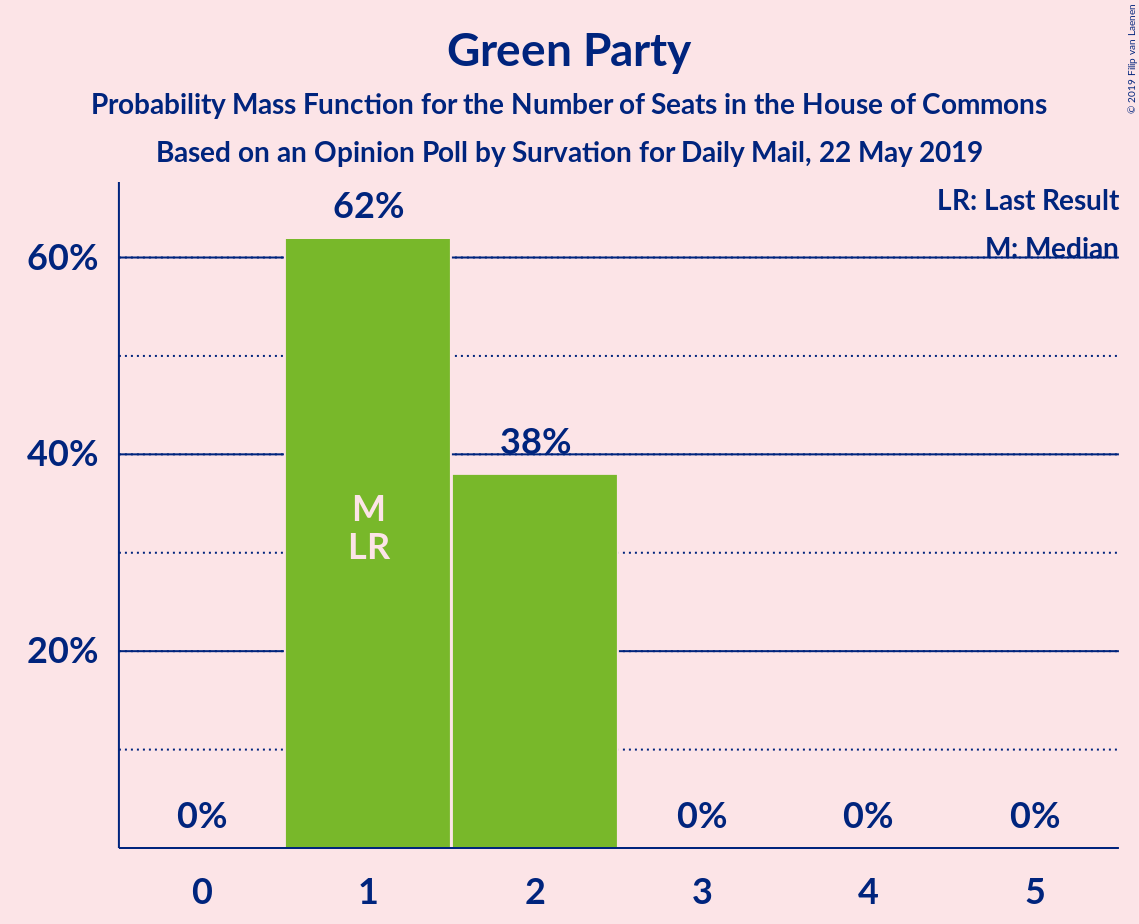 Green Party
Probability Mass Function for the Number of Seats in the House of Commons
Based on an Opinion Poll by Survation for Daily Mail, 22 May 2019
© 2019 Filip van Laenen
LR: Last Result
M: Median
62%
60%
38%
40%
M
LR
20%
0%
0%
0%
0%
0
1
2
3
4
5